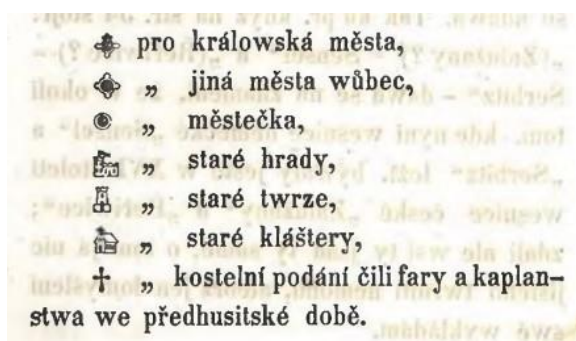 pro králowská města,
„ jiná města wůbec,
„ městečka,
„ staré hrady,
„ staré twrze,
„ staré kláštery,
„ kostelní podání čili fary a kaplan–
stwa we předhusitské době.